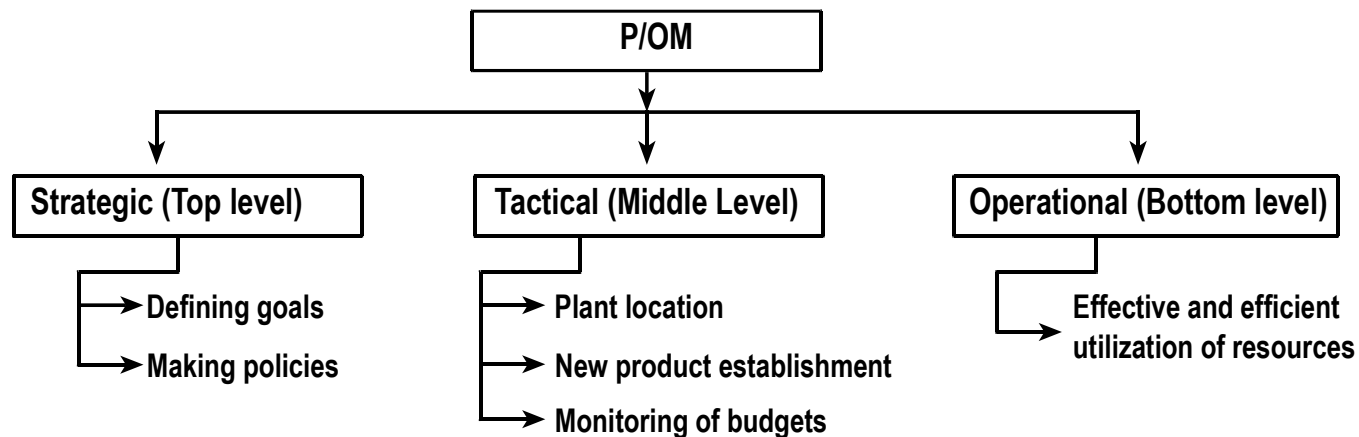 P/OM
Strategic (Top level)
Defining goals
Making policies
Tactical (Middle Level)
Plant location
New product establishment
Monitoring of budgets
Operational (Bottom level)
Effective and efficient
utilization of resources